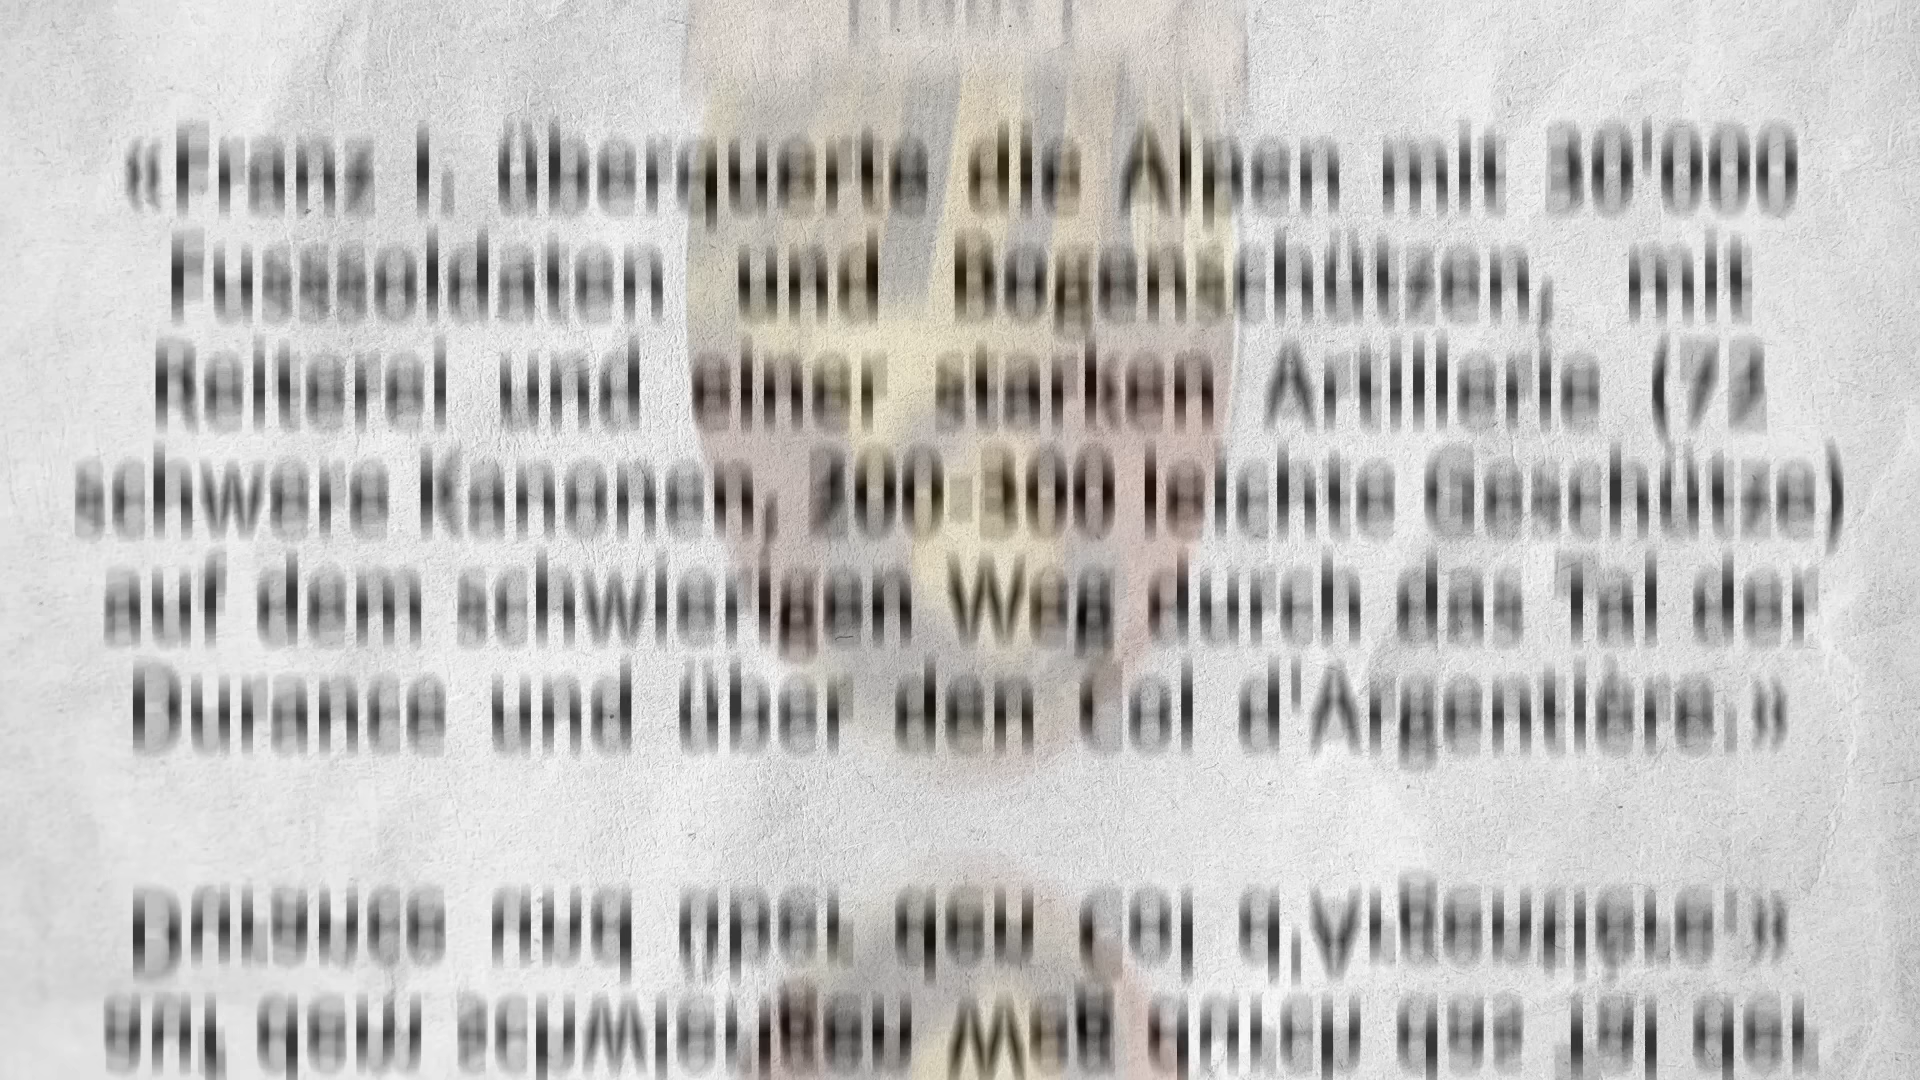 «Franz I. überquerte die Alpen mit 30'000
Fussoldaten und Bogenschützen, mit
Reiterei und einer starken Artillerie (72
schwere Kanonen, 200-300 leichte Geschütze)
auf dem schwierigen Weg durch das Tal der
Durance und über den Col d'Argentière.»